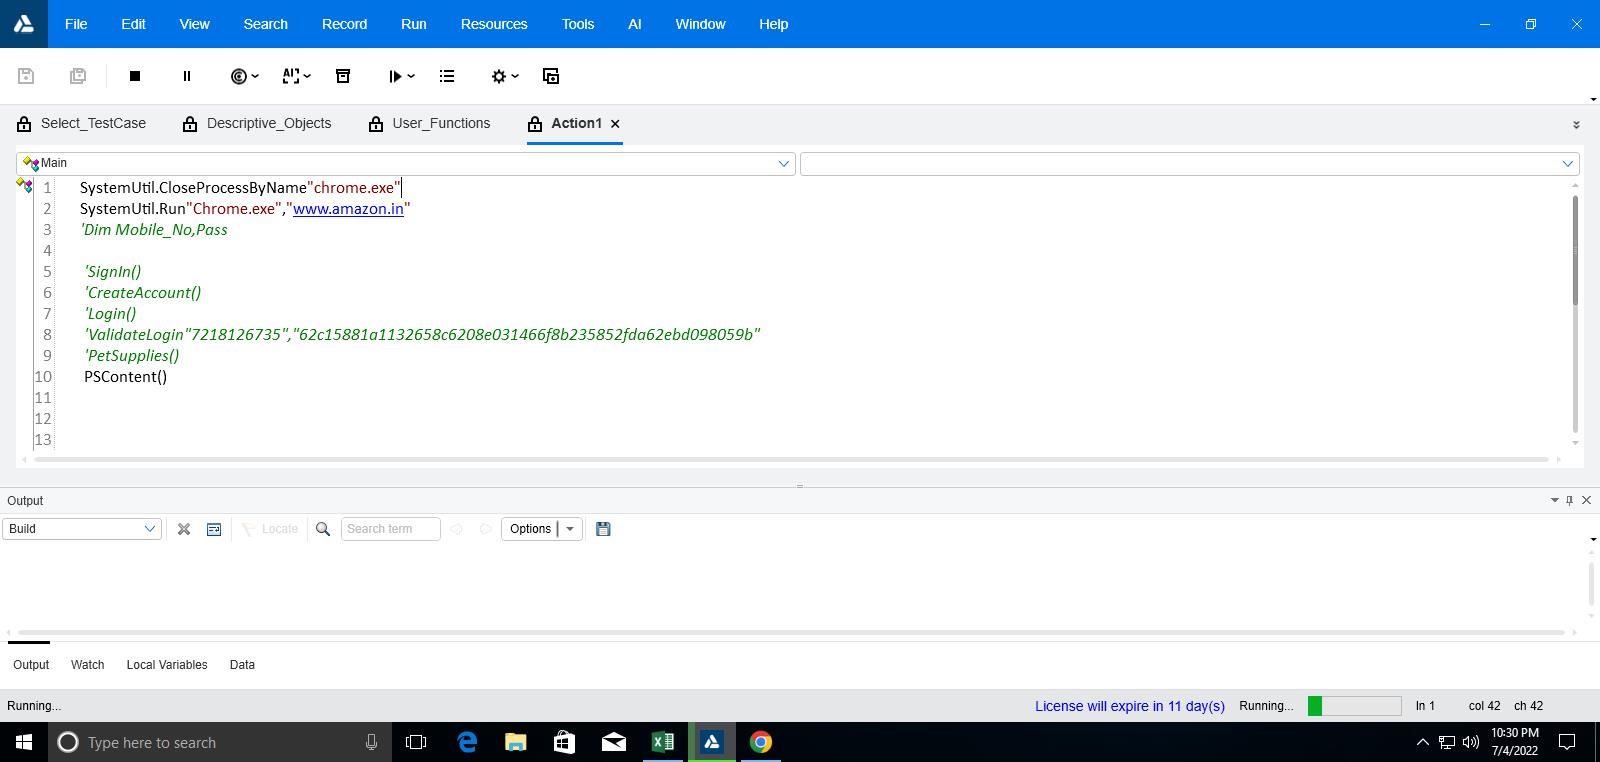 File Edit View Search Record Run Resources Tools AI Window Help
Select_TestCase Descriptive_Objects User_Functions Action1
Main
1 SystemUtil.CloseProcessByName"chrome.exe"
2 SystemUtil.Run"Chrome.exe","www.amazon.in"
3 'Dim Mobile_No,Pass
4
5 'SignIn()
6 'CreateAccount()
7 'Login()
8 'ValidateLogin"7218126735","62c15881a1132658c6208e031466f8b235852fda62ebd098059b"
9 'PetSupplies()
10 PSContent()
11
12
13
Output
Build Locate Search term Options
Output Watch Local Variables Data
Running... License will expire in 11 day(s) Running... ln 1 col 42 ch 42
Type here to search
10:30 PM
7/4/2022